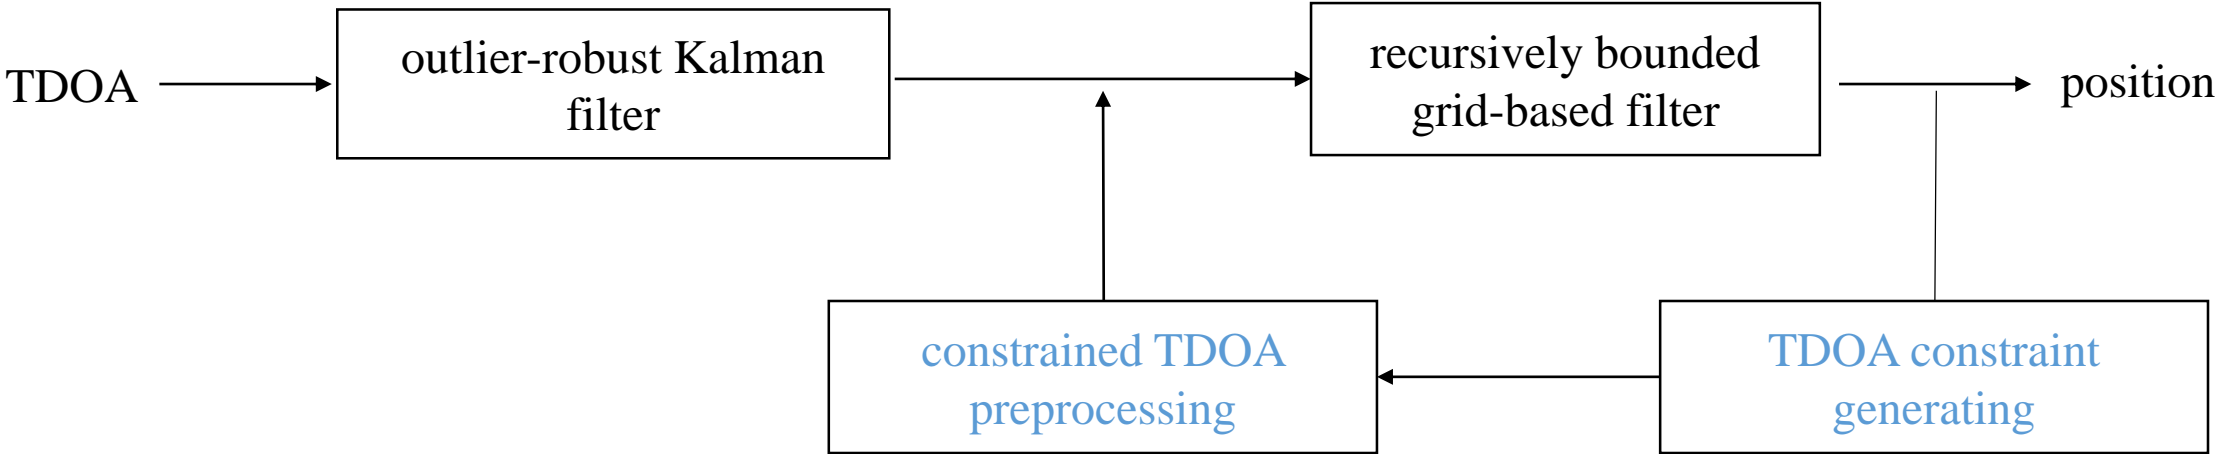 TDOA
outlier-robust Kalman
filter
recursively bounded
grid-based filter
position
constrained TDOA
preprocessing
TDOA constraint
generating